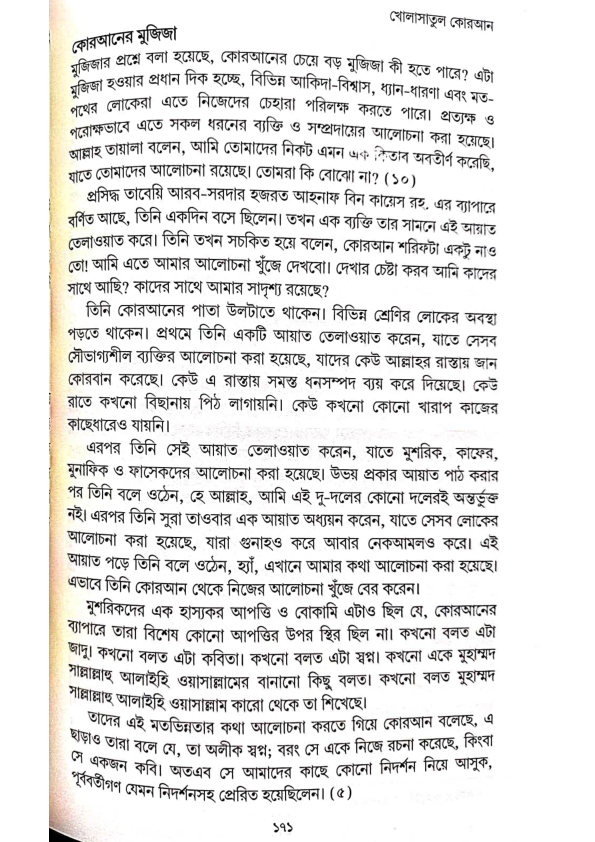 খোলাসাতুল কোরআন
কোরআনের মুজিজা
মুজিজার প্রশ্নে বলা হয়েছে, কোরআনের চেয়ে বড় মুজিজা কী হতে পারে? এটা
মুজিজা হওয়ার প্রধান দিক হচ্ছে, বিভিন্ন আকিদা-বিশ্বাস, ধ্যান-ধারণা এবং মত-
পথের লোকেরা এতে নিজেদের চেহারা পরিলক্ষ করতে পারে। প্রত্যক্ষ ও
পরোক্ষভাবে এতে সকল ধরনের ব্যক্তি ও সম্প্রদায়ের আলোচনা করা হয়েছে।
আল্লাহ তায়ালা বলেন, আমি তোমাদের নিকট এমন এক কিতাব অবতীর্ণ করেছি,
যাতে তোমাদের আলোচনা রয়েছে। তোমরা কি বোঝো না? (১০)
প্রসিদ্ধ তাবেয়ি আরব-সরদার হজরত আহনাফ বিন কায়েস রহ. এর ব্যাপারে
বর্ণিত আছে, তিনি একদিন বসে ছিলেন। তখন এক ব্যক্তি তার সামনে এই আয়াত
তেলাওয়াত করে। তিনি তখন সচকিত হয়ে বলেন, কোরআন শরিফটা একটু নাও
তো! আমি এতে আমার আলোচনা খুঁজে দেখবো। দেখার চেষ্টা করব আমি কাদের
সাথে আছি? কাদের সাথে আমার সাদৃশ্য রয়েছে?
তিনি কোরআনের পাতা উলটাতে থাকেন। বিভিন্ন শ্রেণির লোকের অবস্থা
পড়তে থাকেন। প্রথমে তিনি একটি আয়াত তেলাওয়াত করেন, যাতে সেসব
সৌভাগ্যশীল ব্যক্তির আলোচনা করা হয়েছে, যাদের কেউ আল্লাহর রাস্তায় জান
কোরবান করেছে। কেউ এ রাস্তায় সমস্ত ধনসম্পদ ব্যয় করে দিয়েছে। কেউ
রাতে কখনো বিছানায় পিঠ লাগায়নি। কেউ কখনো কোনো খারাপ কাজের
কাছেধারেও যায়নি।
এরপর তিনি সেই আয়াত তেলাওয়াত করেন, যাতে মুশরিক, কাফের,
মুনাফিক ও ফাসেকদের আলোচনা করা হয়েছে। উভয় প্রকার আয়াত পাঠ করার
পর তিনি বলে ওঠেন, হে আল্লাহ, আমি এই দু-দলের কোনো দলেরই অন্তর্ভুক্ত
নই। এরপর তিনি সুরা তাওবার এক আয়াত অধ্যয়ন করেন, যাতে সেসব লোকের
আলোচনা করা হয়েছে, যারা গুনাহও করে আবার নেকআমলও করে। এই
আয়াত পড়ে তিনি বলে ওঠেন, হ্যাঁ, এখানে আমার কথা আলোচনা করা হয়েছে।
এভাবে তিনি কোরআন থেকে নিজের আলোচনা খুঁজে বের করেন।
মুশরিকদের এক হাস্যকর আপত্তি ও বোকামি এটাও ছিল যে, কোরআনের
ব্যাপারে তারা বিশেষ কোনো আপত্তির উপর স্থির ছিল না। কখনো বলত এটা
জাদু। কখনো বলত এটা কবিতা। কখনো বলত এটা স্বপ্ন। কখনো একে মুহাম্মদ
সাল্লাল্লাহু আলাইহি ওয়াসাল্লামের বানানো কিছু বলত। কখনো বলত মুহাম্মদ
সাল্লাল্লাহু আলাইহি ওয়াসাল্লাম কারো থেকে তা শিখেছে।
তাদের এই মতভিন্নতার কথা আলোচনা করতে গিয়ে কোরআন বলেছে, এ
ছাড়াও তারা বলে যে, তা অলীক স্বপ্ন; বরং সে একে নিজে রচনা করেছে, কিংবা
সে একজন কবি। অতএব সে আমাদের কাছে কোনো নিদর্শন নিয়ে আসুক,
পূর্ববর্তীগণ যেমন নিদর্শনসহ প্রেরিত হয়েছিলেন। (৫)
১৭১